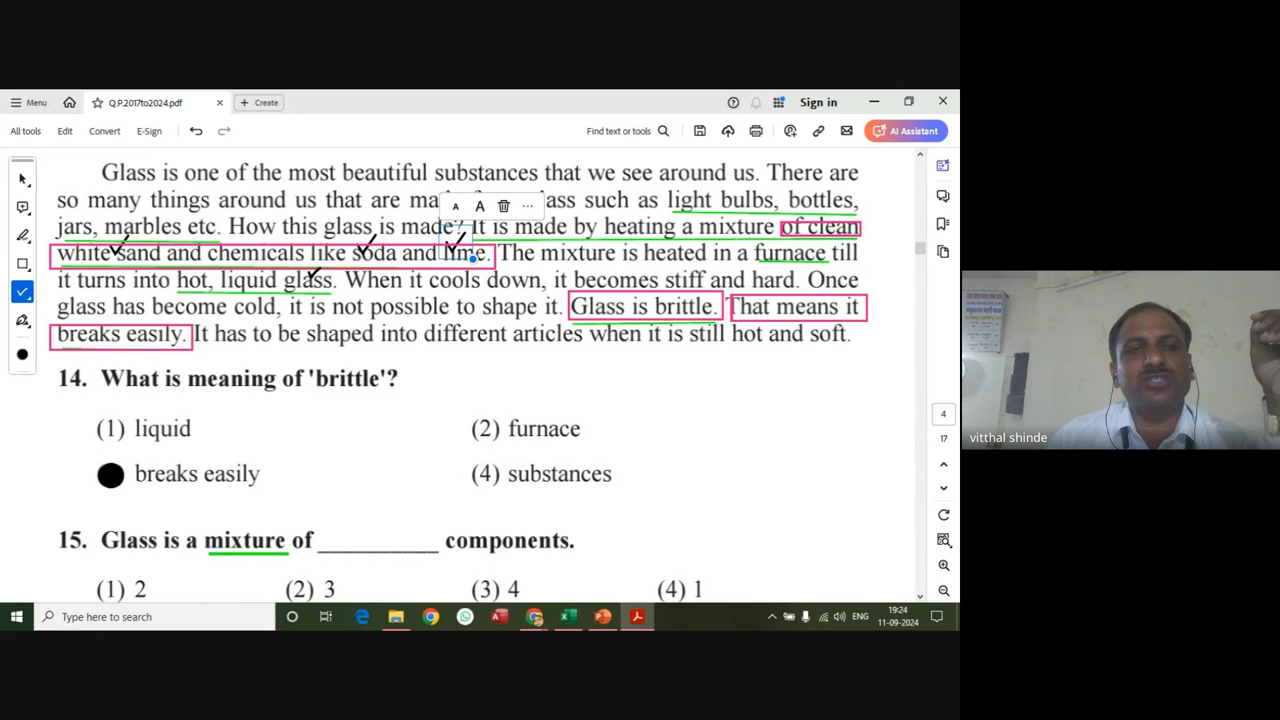 Menu
Q.P.2017to2024.pdf
Create
Sign in
All tools Edit Convert E-Sign
Find text or tools
AI Assistant
Glass is one of the most beautiful substances that we see around us. There are
so many things around us that are ass such as light bulbs, bottles,
jars, marbles etc. How this glass is made? It is made by heating a mixture of clean
white sand and chemicals like soda and lime. The mixture is heated in a furnace till
it turns into hot, liquid glass. When it cools down, it becomes stiff and hard. Once
glass has become cold, it is not possible to shape it. Glass is brittle. That means it
breaks easily. It has to be shaped into different articles when it is still hot and soft.
A A ...
14. What is meaning of 'brittle'?
(1) liquid (2) furnace
breaks easily (4) substances
15. Glass is a mixture of __________ components.
(1) 2 (2) 3 (3) 4 (4) 1
4
17
vitthal shinde
Type here to search
ENG
19:24
11-09-2024